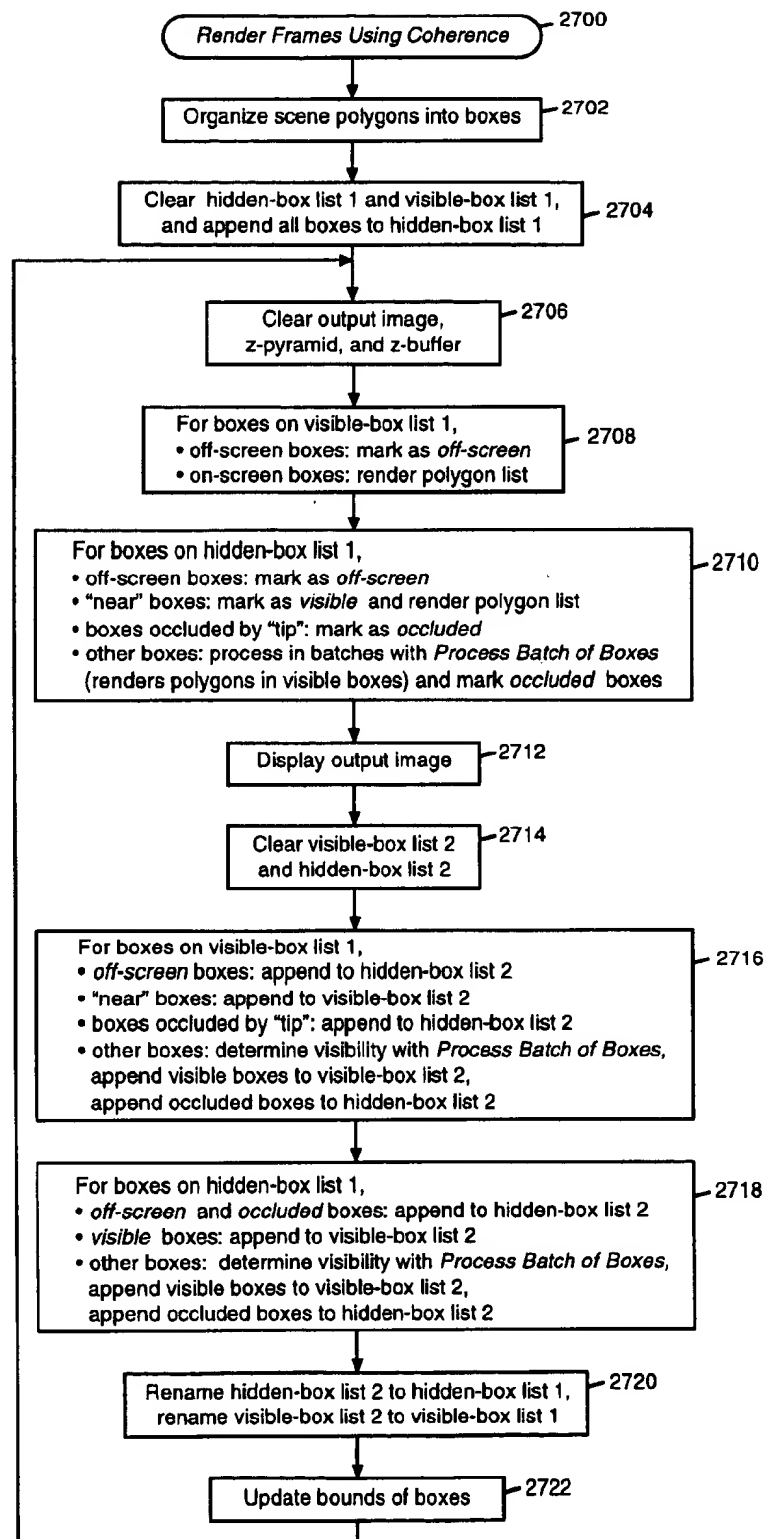 Render Frames Using Coherence
2700
Organize scene polygons into boxes
2702
Clear hidden-box list 1 and visible-box list 1,
and append all boxes to hidden-box list 1
2704
Clear output image,
z-pyramid, and z-buffer
2706
For boxes on visible-box list 1,
• off-screen boxes: mark as off-screen
• on-screen boxes: render polygon list
2708
For boxes on hidden-box list 1,
• off-screen boxes: mark as off-screen
• "near" boxes: mark as visible and render polygon list
• boxes occluded by "tip": mark as occluded
• other boxes: process in batches with Process Batch of Boxes
(renders polygons in visible boxes) and mark occluded boxes
2710
Display output image
2712
Clear visible-box list 2
and hidden-box list 2
2714
For boxes on visible-box list 1,
• off-screen boxes: append to hidden-box list 2
• "near" boxes: append to visible-box list 2
• boxes occluded by "tip": append to hidden-box list 2
• other boxes: determine visibility with Process Batch of Boxes,
append visible boxes to visible-box list 2,
append occluded boxes to hidden-box list 2
2716
For boxes on hidden-box list 1,
• off-screen and occluded boxes: append to hidden-box list 2
• visible boxes: append to visible-box list 2
• other boxes: determine visibility with Process Batch of Boxes,
append visible boxes to visible-box list 2,
append occluded boxes to hidden-box list 2
2718
Rename hidden-box list 2 to hidden-box list 1,
rename visible-box list 2 to visible-box list 1
2720
Update bounds of boxes
2722